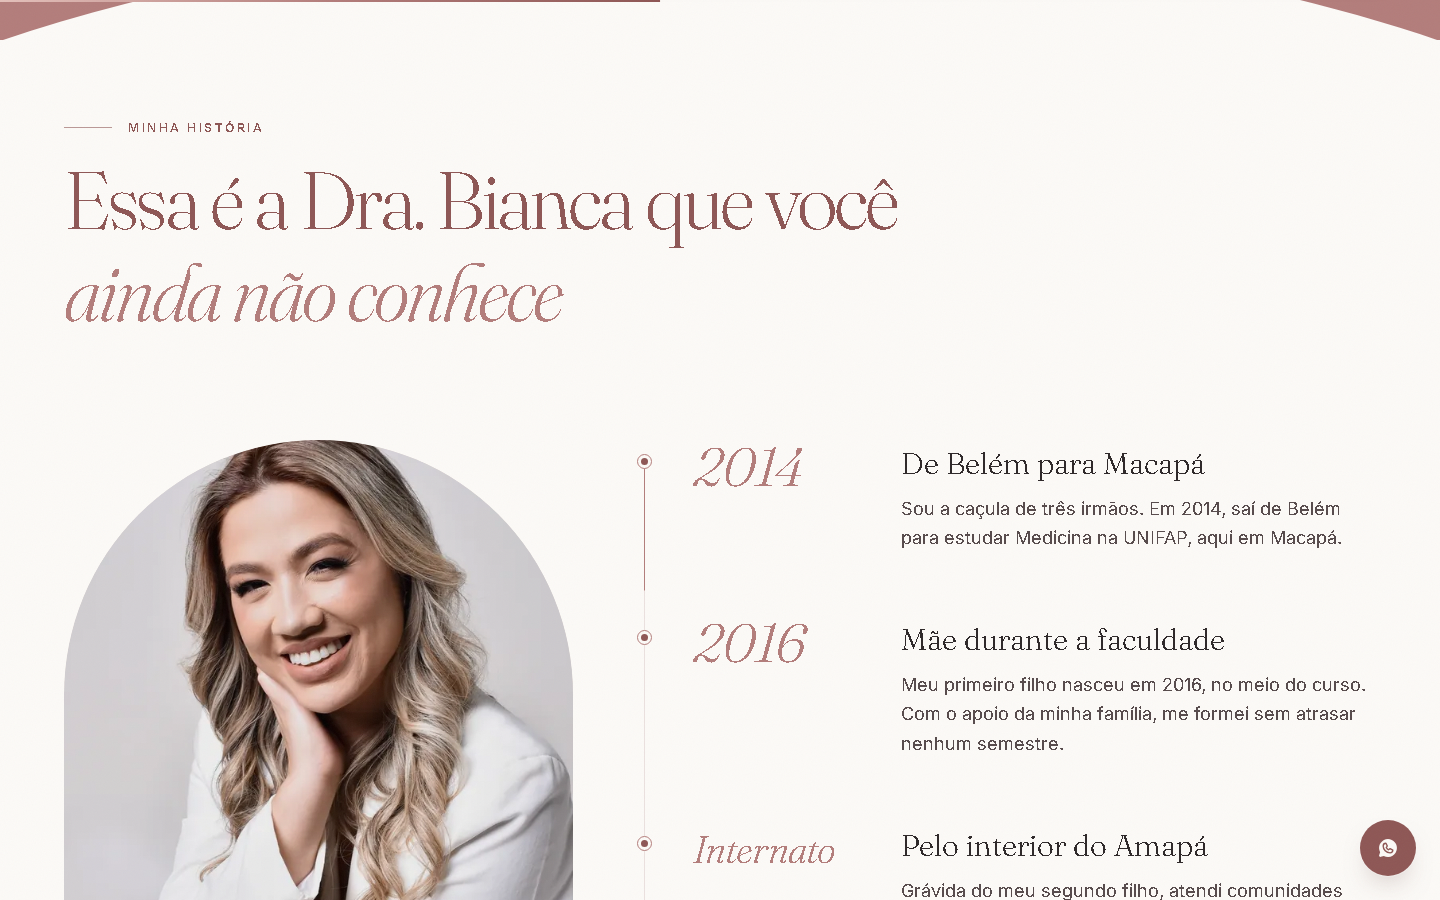 MINHA HISTÓRIA
Essa é a Dra. Bianca que você
ainda não conhece
2014
De Belém para Macapá
Sou a caçula de três irmãos. Em 2014, saí de Belém
para estudar Medicina na UNIFAP, aqui em Macapá.
2016
Mãe durante a faculdade
Meu primeiro filho nasceu em 2016, no meio do curso.
Com o apoio da minha família, me formei sem atrasar
nenhum semestre.
Internato
Pelo interior do Amapá
Grávida do meu segundo filho, atendi comunidades